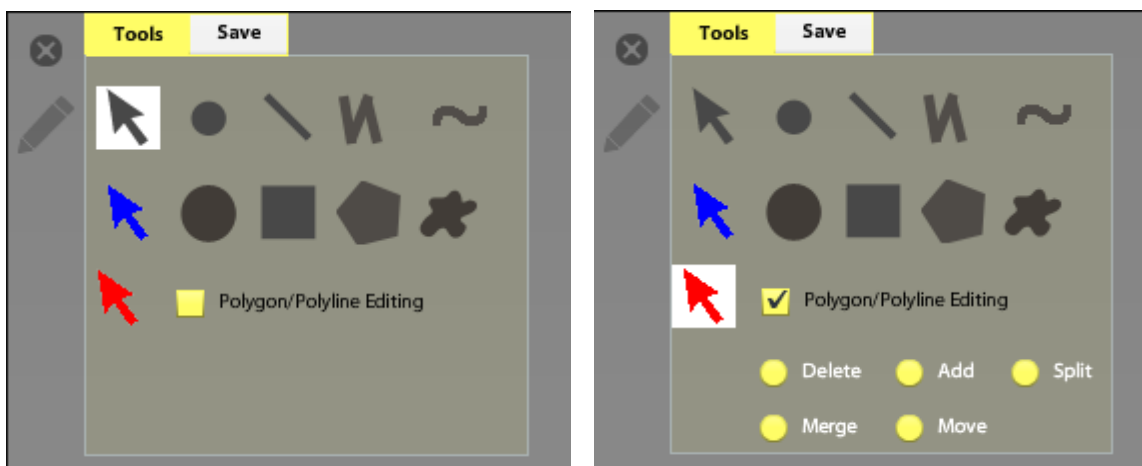 Tools Save
Polygon/Polyline Editing
Tools Save
Polygon/Polyline Editing
Delete Add Split
Merge Move